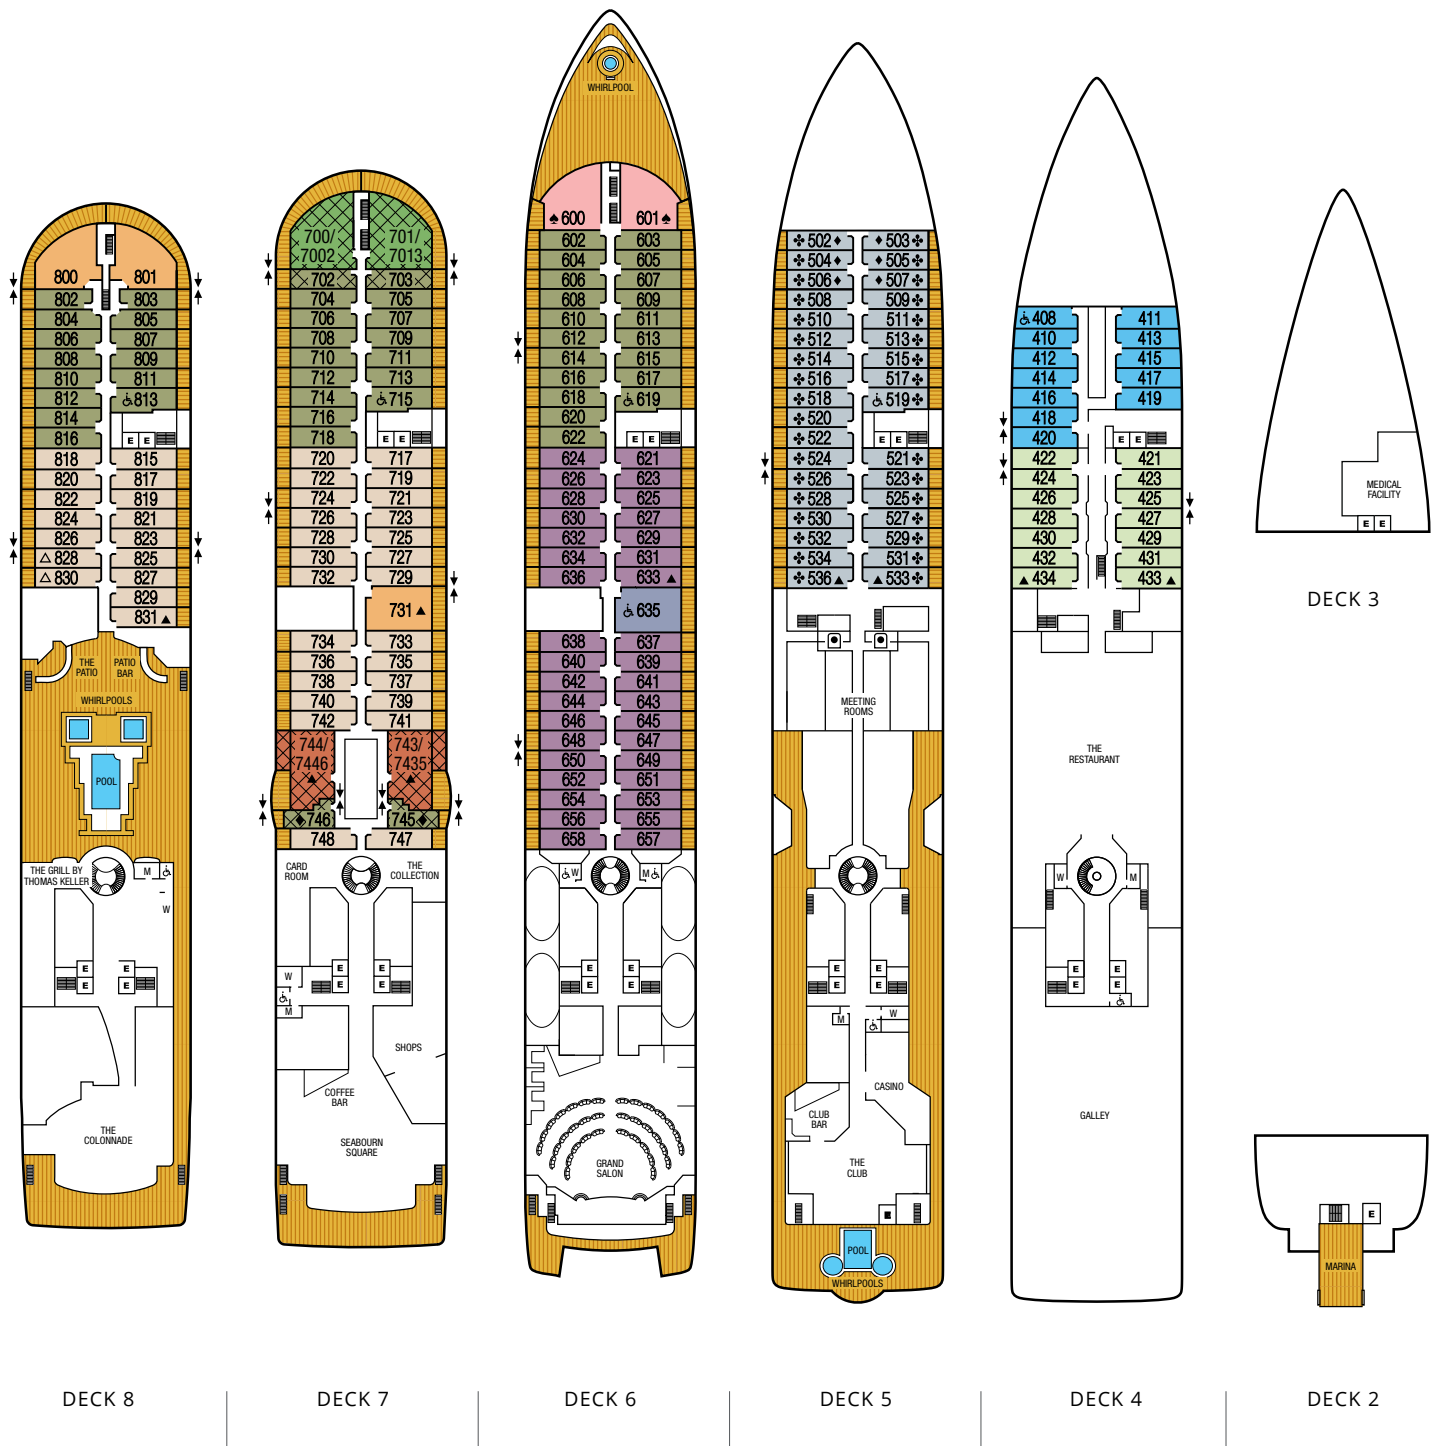 800 801
802 803
804 805
806 807
808 809
810 811
812 813
814
816 E E
818 815
820 817
822 819
824 821
826 823
828 825
830 827
829
831
THE PATIO
PATIO BAR
WHIRLPOOLS
POOL
THE GRILL BY
THOMAS KELLER
M
W
E E
E E
THE
COLONNADE
DECK 8
700/ 701/
7002 7013
702 703
704 705
706 707
708 709
710 711
712 713
714 715
716
718 E E
720 717
722 719
724 721
726 723
728 725
730 727
732 729
731
734 733
736 735
738 737
740 739
742 741
744/ 743/
7446 7435
746 745
748 747
CARD
ROOM
THE
COLLECTION
E E
W E E
M
SHOPS
COFFEE
BAR
SEABOURN
SQUARE
DECK 7
WHIRLPOOL
600 601
602 603
604 605
606 607
608 609
610 611
612 613
614 615
616 617
618 619
620
622 E E
624 621
626 623
628 625
630 627
632 629
634 631
636 633
635
638 637
640 639
642 641
644 643
646 645
648 647
650 649
652 651
654 653
656 655
658 657
W M
E E
E E
GRAND
SALON
DECK 6
502 503
504 505
506 507
508 509
510 511
512 513
514 515
516 517
518 519
520
522 E E
524 521
526 523
528 525
530 527
532 529
534 531
536 533
MEETING
ROOMS
E E
E E
M W
CASINO
CLUB
BAR
THE
CLUB
E
POOL
WHIRLPOOLS
DECK 5
408 411
410 413
412 415
414 417
416 419
418
420 E E
422 421
424 423
426 425
428 427
430 429
432 431
434 433
THE
RESTAURANT
W M
E E
E E
GALLEY
DECK 4
MEDICAL
FACILITY
E E
DECK 3
E
MARINA
DECK 2